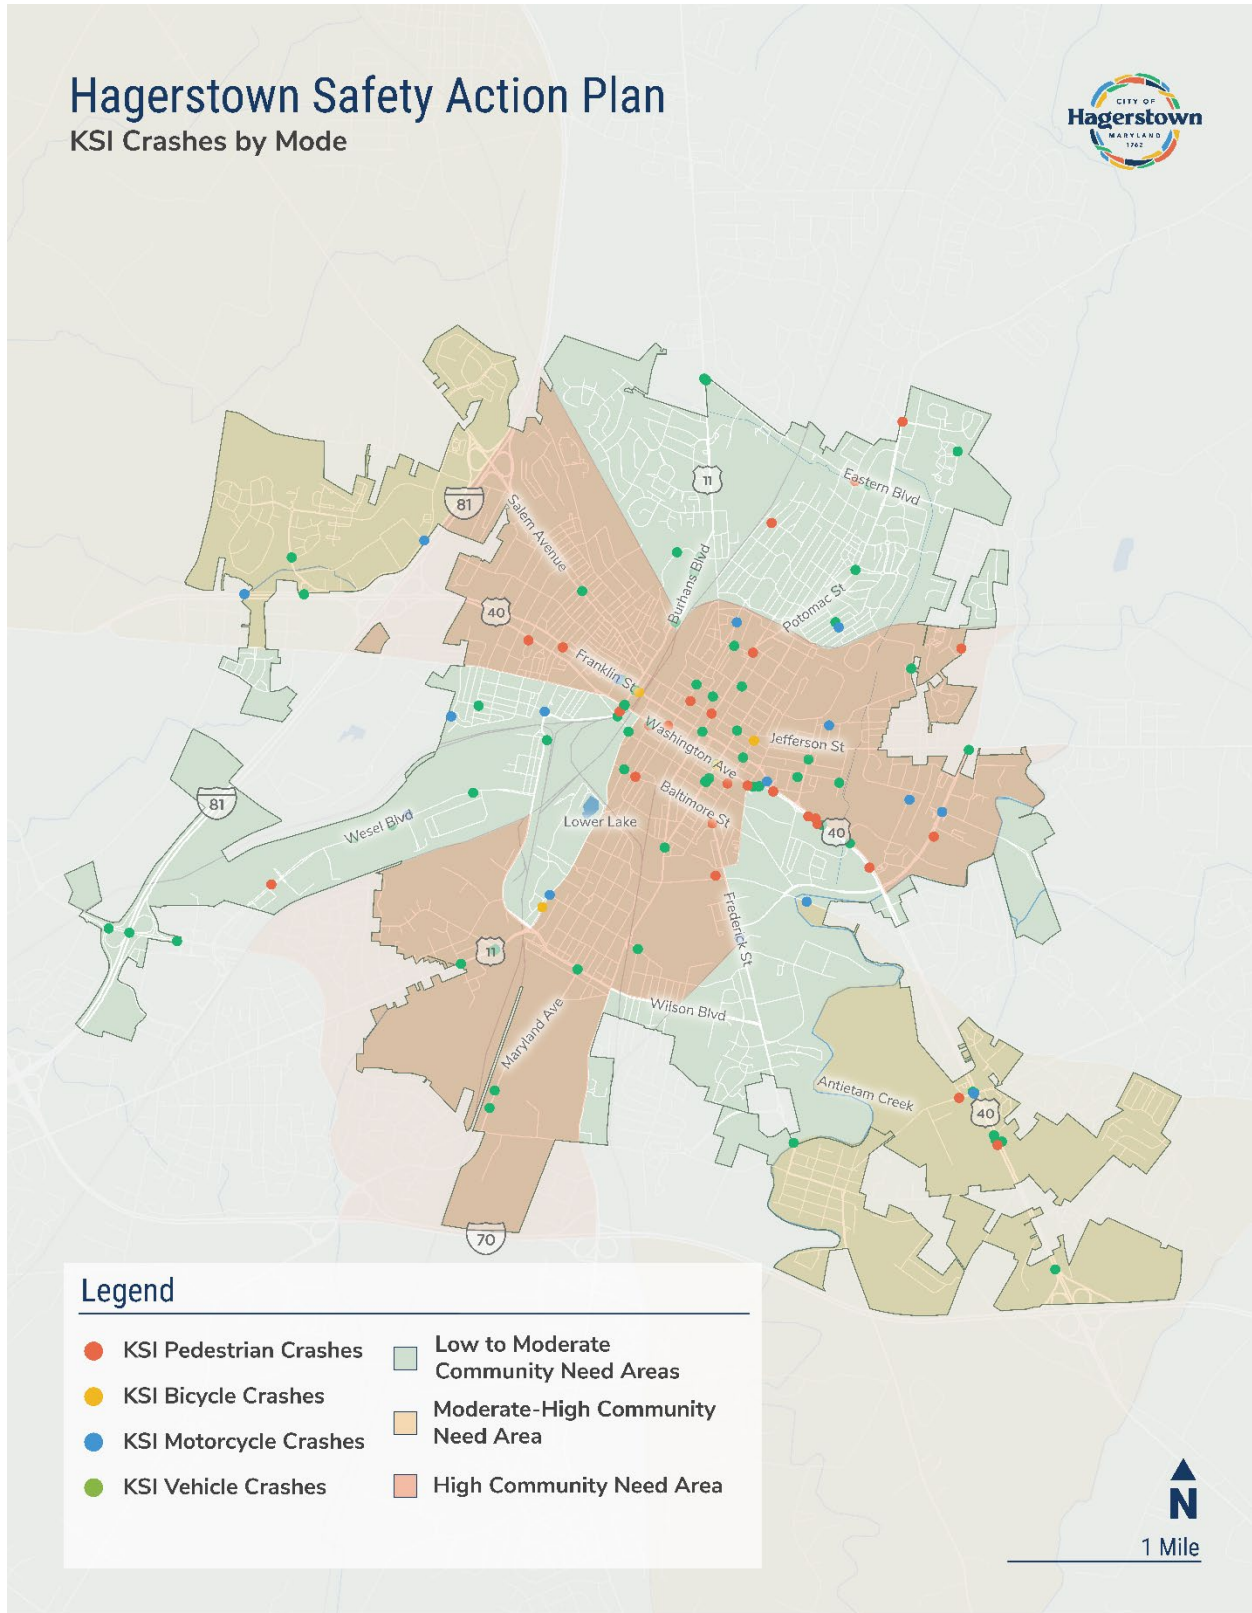 Hagerstown Safety Action Plan
KSI Crashes by Mode
CITY OF
Hagerstown
MARYLAND
1762
Eastern Blvd
11
81
Salem Avenue
Burhans Blvd
40
Potomac St
Franklin St
Washington Ave
Jefferson St
81
Baltimore St
Wesel Blvd
Lower Lake
40
Frederick St
11
Wilson Blvd
Maryland Ave
Antietam Creek
40
70
Legend
KSI Pedestrian Crashes
KSI Bicycle Crashes
KSI Motorcycle Crashes
KSI Vehicle Crashes
Low to Moderate
Community Need Areas
Moderate-High Community
Need Area
High Community Need Area
N
1 Mile